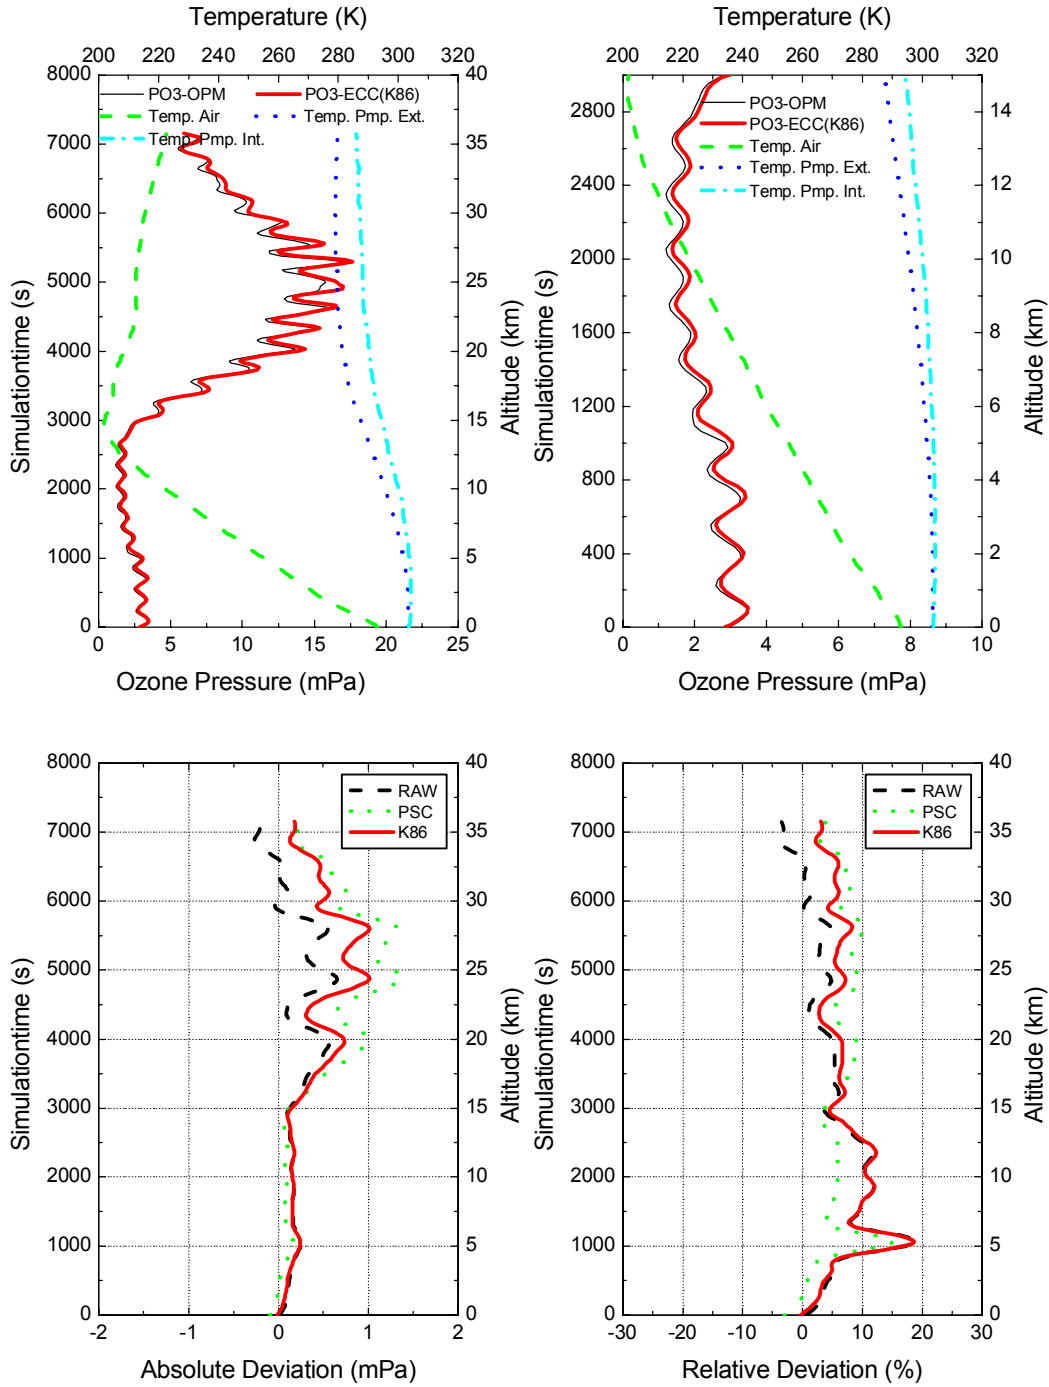 Temperature (K)
200 220 240 260 280 300 320
8000
7000
6000
5000
4000
3000
2000
1000
0
Simulationtime (s)
PO3-OPM
PO3-ECC(K86)
Temp. Air
Temp. Pmp. Ext.
Temp. Pmp. Int.
40
35
30
25
20
15
10
5
0
Altitude (km)
0 5 10 15 20 25
Ozone Pressure (mPa)
Temperature (K)
200 220 240 260 280 300 320
2800
2400
2000
1600
1200
800
400
0
Simulationtime (s)
PO3-OPM
PO3-ECC(K86)
Temp. Air
Temp. Pmp. Ext.
Temp. Pmp. Int.
14
12
10
8
6
4
2
0
Altitude (km)
0 2 4 6 8 10
Ozone Pressure (mPa)
8000
7000
6000
5000
4000
3000
2000
1000
0
Simulationtime (s)
RAW
PSC
K86
40
35
30
25
20
15
10
5
0
Altitude (km)
-2 -1 0 1 2
Absolute Deviation (mPa)
8000
7000
6000
5000
4000
3000
2000
1000
0
Simulationtime (s)
RAW
PSC
K86
40
35
30
25
20
15
10
5
0
Altitude (km)
-30 -20 -10 0 10 20 30
Relative Deviation (%)